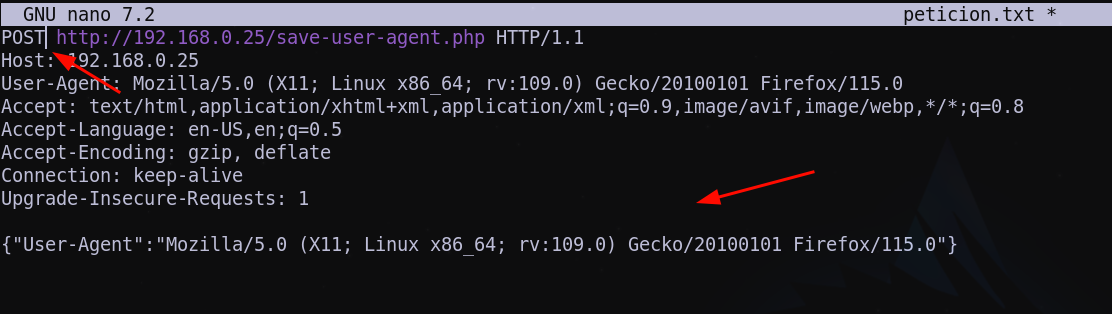 GNU nano 7.2 peticion.txt *
POST http://192.168.0.25/save-user-agent.php HTTP/1.1
Host: 192.168.0.25
User-Agent: Mozilla/5.0 (X11; Linux x86_64; rv:109.0) Gecko/20100101 Firefox/115.0
Accept: text/html,application/xhtml+xml,application/xml;q=0.9,image/avif,image/webp,*/*;q=0.8
Accept-Language: en-US,en;q=0.5
Accept-Encoding: gzip, deflate
Connection: keep-alive
Upgrade-Insecure-Requests: 1
{"User-Agent":"Mozilla/5.0 (X11; Linux x86_64; rv:109.0) Gecko/20100101 Firefox/115.0"}